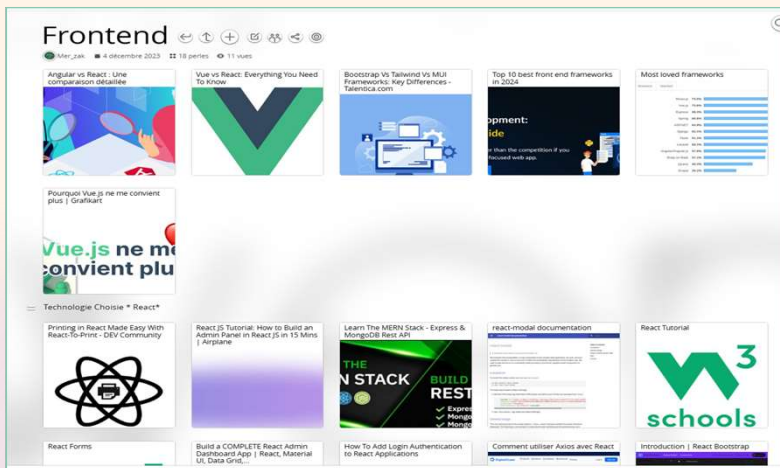 Frontend
Mer_zak 4 décembre 2023 18 perles 11 vues
Angular vs React : Une
comparaison détaillée
Vue vs React: Everything You Need
To Know
Bootstrap Vs Tailwind Vs MUI
Frameworks: Key Differences -
Talentica.com
Top 10 best front end frameworks
in 2024
opment:
ide
r than the competition if you
focused web app.
Most loved frameworks
Pourquoi Vue.js ne me convient
plus | Grafikart
Vue.js ne me
convient plu
Technologie Choisie * React*
Printing in React Made Easy With
React-To-Print - DEV Community
React JS Tutorial: How to Build an
Admin Panel in React JS in 15 Mins
| Airplane
Learn The MERN Stack - Express &
MongoDB Rest API
THE
N STACK
BUILD
REST
Expres
Mongo
Mongo
react-modal documentation
React Tutorial
W3
schools
React Forms
Build a COMPLETE React Admin
Dashboard App | React, Material
UI, Data Grid,...
How To Add Login Authentication
to React Applications
Comment utiliser Axios avec React
Introduction | React Bootstrap